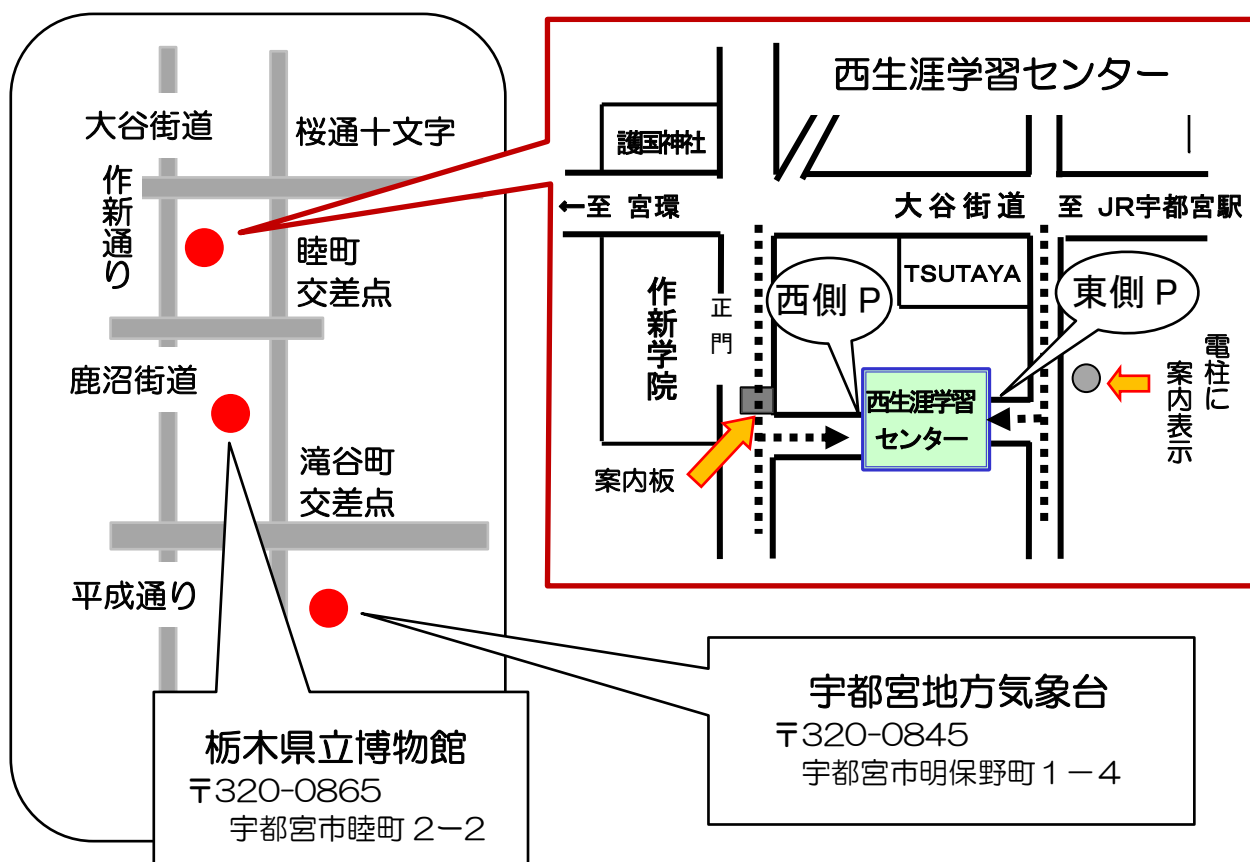 大谷街道
桜通十文字
作新通り
睦町
交差点
鹿沼街道
滝谷町
交差点
平成通り
栃木県立博物館
〒320-0865
宇都宮市睦町 2-2
宇都宮地方気象台
〒320-0845
宇都宮市明保野町 1-4
西生涯学習センター
護国神社
←至 宮環
大谷街道
至 JR宇都宮駅
作新学院
正門
西側 P
TSUTAYA
東側 P
西生涯学習
センター
案内板
電柱に
案内表示